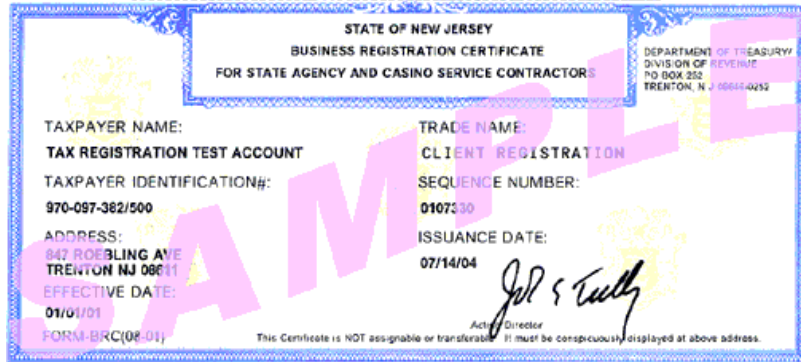 STATE OF NEW JERSEY
BUSINESS REGISTRATION CERTIFICATE
FOR STATE AGENCY AND CASINO SERVICE CONTRACTORS
DEPARTMENT OF TREASURY/
DIVISION OF REVENUE
PO BOX 252
TRENTON, N J 08646-0252
TAXPAYER NAME:
TAX REGISTRATION TEST ACCOUNT
TRADE NAME:
CLIENT REGISTRATION
TAXPAYER IDENTIFICATION#:
970-097-382/500
SEQUENCE NUMBER:
0107330
ADDRESS:
847 ROEBLING AVE
TRENTON NJ 08611
ISSUANCE DATE:
07/14/04
EFFECTIVE DATE:
01/01/01
FORM-BRC(08-01)
Acting Director
This Certificate is NOT assignable or transferable. It must be conspicuously displayed at above address.
SAMPLE